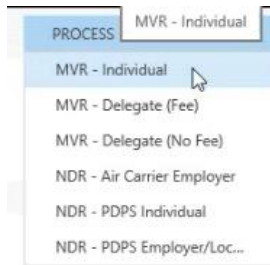 MVR - Individual
PROCESS
MVR - Individual
MVR - Delegate (Fee)
MVR - Delegate (No Fee)
NDR - Air Carrier Employer
NDR - PDPS Individual
NDR - PDPS Employer/Loc...